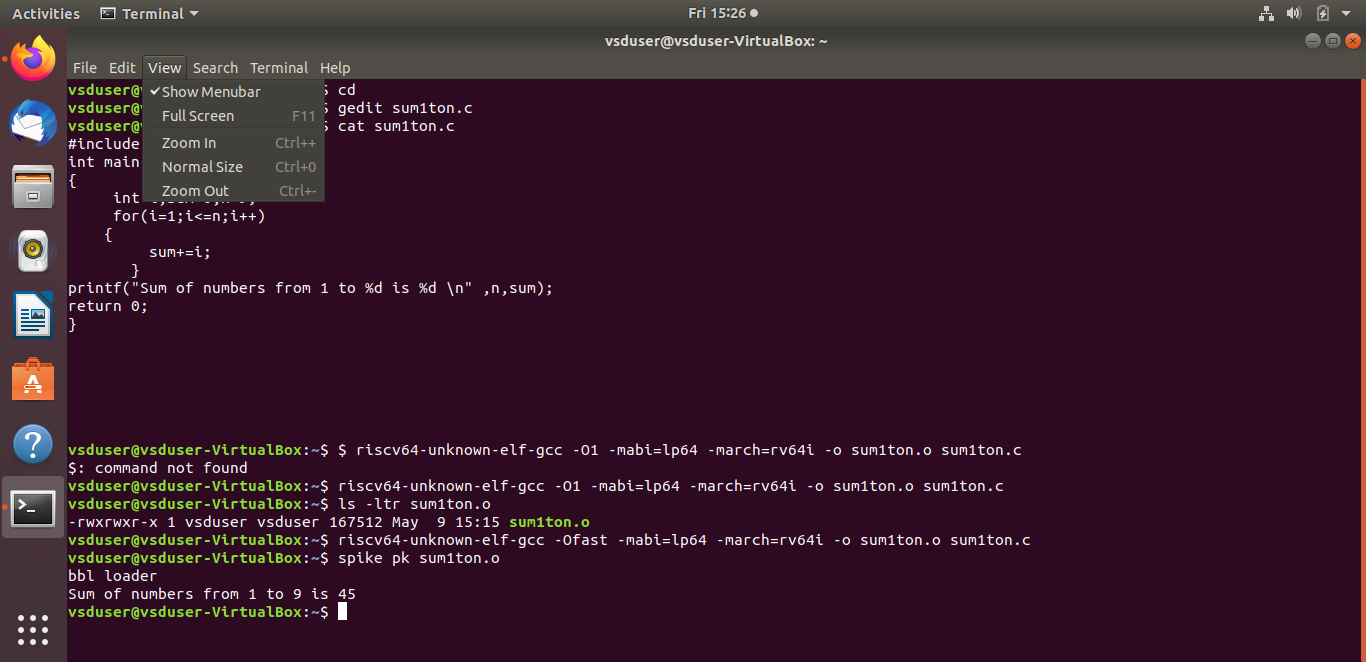 Activities Terminal Fri 15:26
vsduser@vsduser-VirtualBox: ~
File Edit View Search Terminal Help
Show Menubar
Full Screen F11
Zoom In Ctrl++
Normal Size Ctrl+0
Zoom Out Ctrl+-
vsduser@ $ cd
vsduser@ $ gedit sum1ton.c
vsduser@ $ cat sum1ton.c
#include
int main
{
int
for(i=1;i<=n;i++)
{
sum+=i;
}
printf("Sum of numbers from 1 to %d is %d \n" ,n,sum);
return 0;
}
vsduser@vsduser-VirtualBox:~$ $ riscv64-unknown-elf-gcc -O1 -mabi=lp64 -march=rv64i -o sum1ton.o sum1ton.c
$: command not found
vsduser@vsduser-VirtualBox:~$ riscv64-unknown-elf-gcc -O1 -mabi=lp64 -march=rv64i -o sum1ton.o sum1ton.c
vsduser@vsduser-VirtualBox:~$ ls -ltr sum1ton.o
-rwxrwxr-x 1 vsduser vsduser 167512 May  9 15:15 sum1ton.o
vsduser@vsduser-VirtualBox:~$ riscv64-unknown-elf-gcc -Ofast -mabi=lp64 -march=rv64i -o sum1ton.o sum1ton.c
vsduser@vsduser-VirtualBox:~$ spike pk sum1ton.o
bbl loader
Sum of numbers from 1 to 9 is 45
vsduser@vsduser-VirtualBox:~$